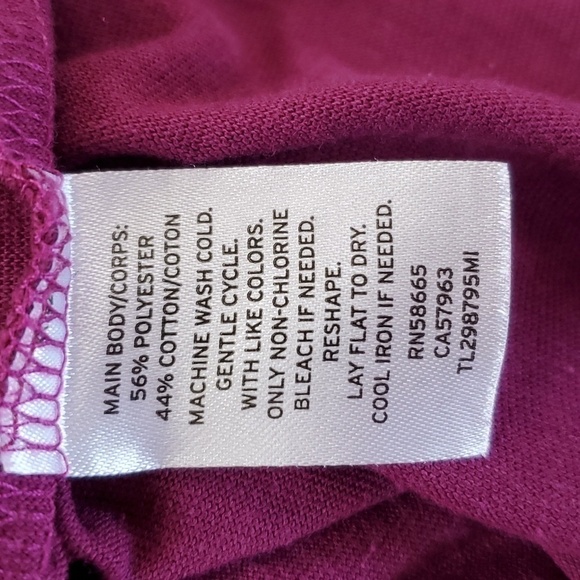 MAIN BODY/CORPS:
56% POLYESTER
44% COTTON/COTON
MACHINE WASH COLD.
GENTLE CYCLE.
WITH LIKE COLORS.
ONLY NON-CHLORINE
BLEACH IF NEEDED.
RESHAPE.
LAY FLAT TO DRY.
COOL IRON IF NEEDED.
RN58665
CA57963
TL298795MI